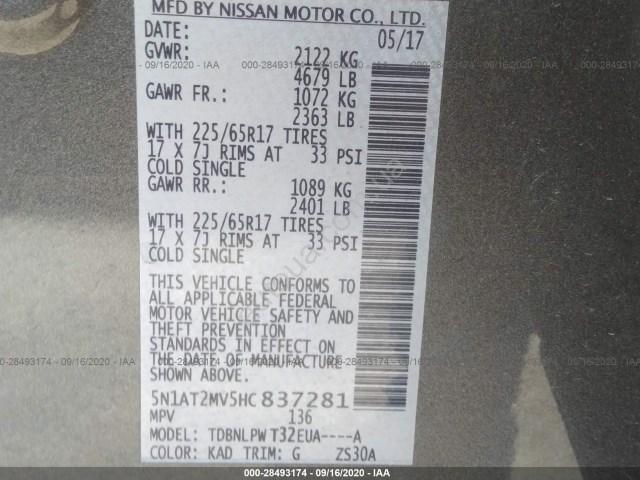 MFD BY NISSAN MOTOR CO., LTD.
DATE: 05/17
GVWR: 2122 KG
4679 LB
GAWR FR.: 1072 KG
2363 LB
WITH 225/65R17 TIRES
17 X 7J RIMS AT 33 PSI
COLD SINGLE
GAWR RR.: 1089 KG
2401 LB
WITH 225/65R17 TIRES
17 X 7J RIMS AT 33 PSI
COLD SINGLE
THIS VEHICLE CONFORMS TO
ALL APPLICABLE FEDERAL
MOTOR VEHICLE SAFETY AND
THEFT PREVENTION
STANDARDS IN EFFECT ON
THE DATE OF MANUFACTURE
SHOWN ABOVE.
5N1AT2MV5HC837281
MPV 136
MODEL: TDBNLPWT32EUA----A
COLOR: KAD TRIM: G ZS30A
000-28493174 - 09/16/2020 - IAA